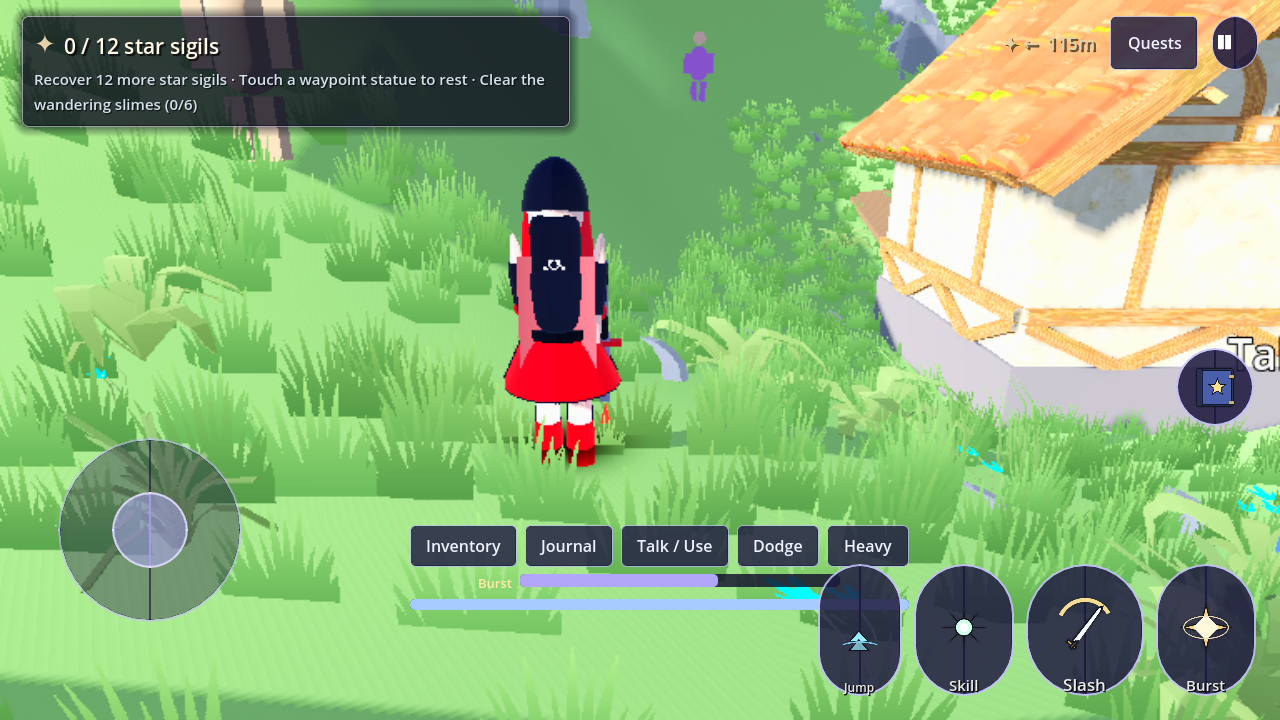 0 / 12 star sigils
Recover 12 more star sigils · Touch a waypoint statue to rest · Clear the
wandering slimes (0/6)
← 115m
Quests
Inventory
Journal
Talk / Use
Dodge
Heavy
Burst
Jump
Skill
Slash
Burst